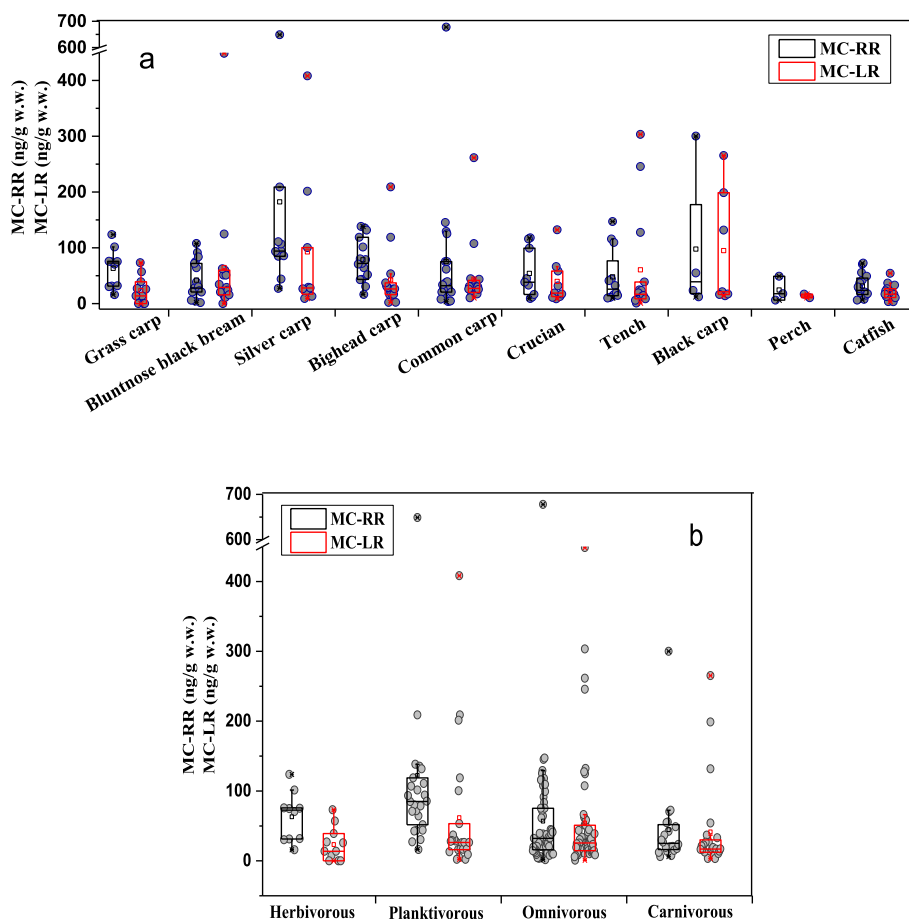 700
600
400
300
200
100
0
MC-RR (ng/g w.w.)
MC-LR (ng/g w.w.)
a
MC-RR
MC-LR
Grass carp
Bluntnose black bream
Silver carp
Bighead carp
Common carp
Crucian
Tench
Black carp
Perch
Catfish
700
600
400
300
200
100
0
MC-RR (ng/g w.w.)
MC-LR (ng/g w.w.)
MC-RR
MC-LR
b
Herbivorous
Planktivorous
Omnivorous
Carnivorous